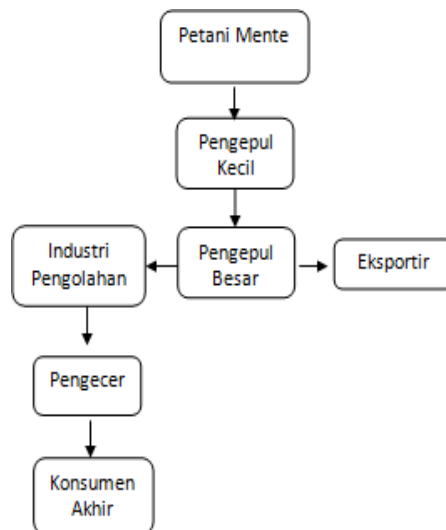 Petani Mente
Pengepul
Kecil
Industri
Pengolahan
Pengepul
Besar
Eksportir
Pengecer
Konsumen
Akhir